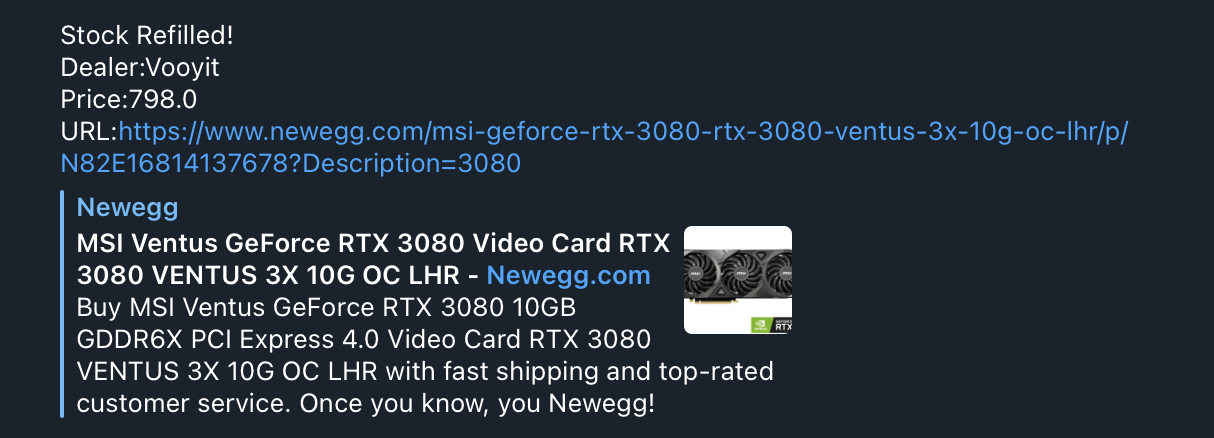 Stock Refilled!
Dealer:Vooyit
Price:798.0
URL:https://www.newegg.com/msi-geforce-rtx-3080-rtx-3080-ventus-3x-10g-oc-lhr/p/
N82E16814137678?Description=3080
Newegg
MSI Ventus GeForce RTX 3080 Video Card RTX
3080 VENTUS 3X 10G OC LHR - Newegg.com
Buy MSI Ventus GeForce RTX 3080 10GB
GDDR6X PCI Express 4.0 Video Card RTX 3080
VENTUS 3X 10G OC LHR with fast shipping and top-rated
customer service. Once you know, you Newegg!
RTX